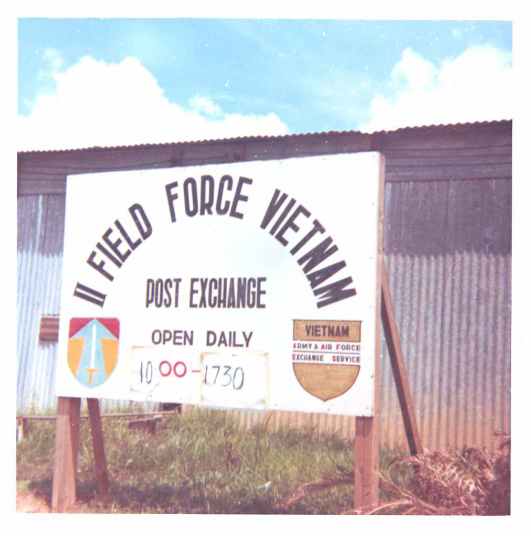 II FIELD FORCE VIETNAM
POST EXCHANGE
OPEN DAILY
10 00-1730
VIETNAM
ARMY & AIR FORCE
EXCHANGE SERVICE